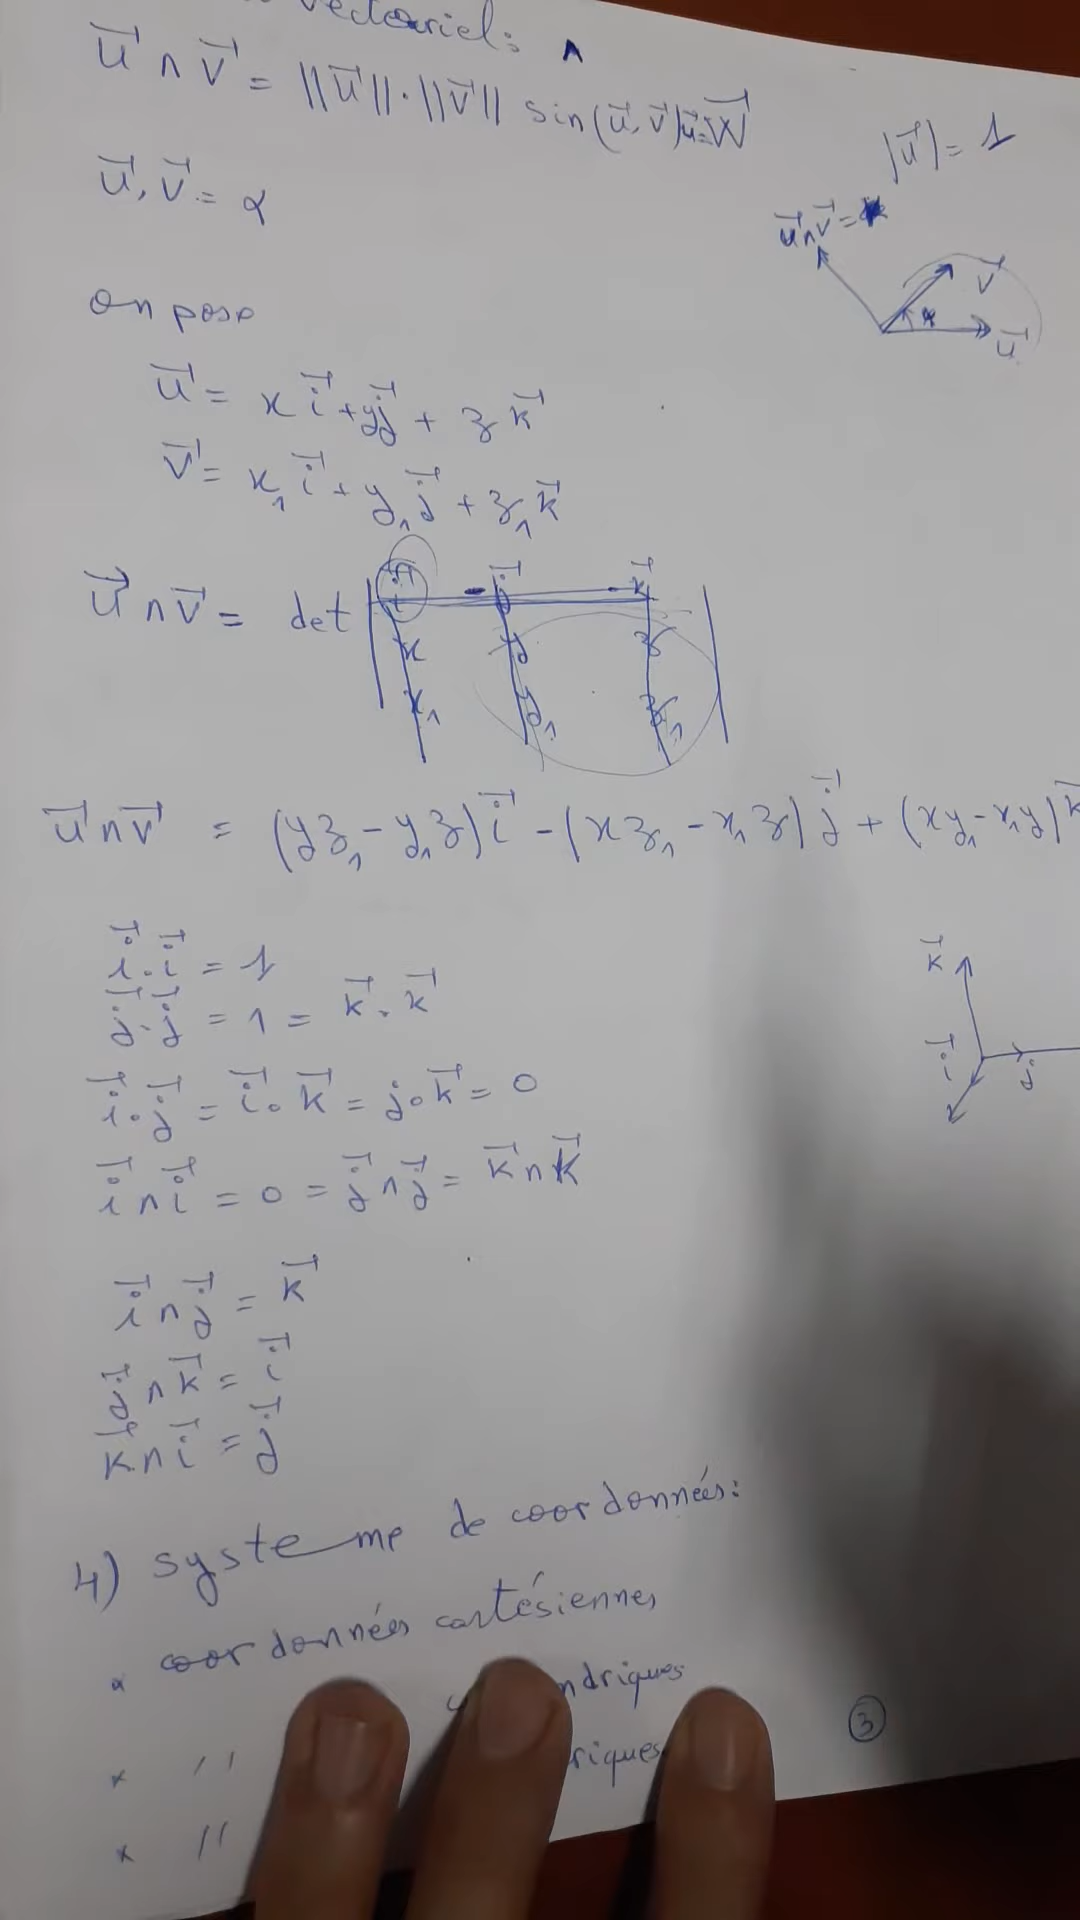 vectoriel: ∧
u⃗ ∧ v⃗ = ||u⃗||·||v⃗|| sin(u⃗, v⃗)
|u⃗| = 1
u⃗, v⃗ = α
u⃗ ∧ v⃗ =
v⃗
α
u⃗
On pose
u⃗ = x i⃗ + y j⃗ + z k⃗
v⃗ = x₁ i⃗ + y₁ j⃗ + z₁ k⃗
u⃗ ∧ v⃗ = det | i⃗ j⃗ k⃗
x y z
x₁ y₁ z₁ |
u⃗ ∧ v⃗ = (y z₁ - y₁ z) i⃗ - (x z₁ - x₁ z) j⃗ + (x y₁ - x₁ y) k⃗
i⃗ . i⃗ = 1
j⃗ . j⃗ = 1 = k⃗ . k⃗
k⃗
i⃗ j⃗
i⃗ . j⃗ = i⃗ . k⃗ = j . k⃗ = 0
i⃗ ∧ i⃗ = 0 = j⃗ ∧ j⃗ = k⃗ ∧ k⃗
i⃗ ∧ j⃗ = k⃗
j⃗ ∧ k⃗ = i⃗
k⃗ ∧ i⃗ = j⃗
4) systeme de coordonnées:
x coordonnées cartésiennes
x //
x //
3